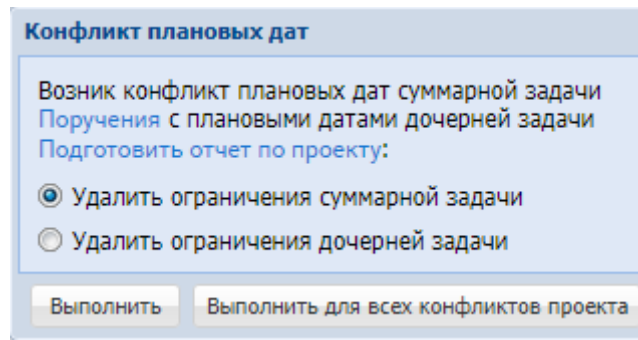 Конфликт плановых дат
Возник конфликт плановых дат суммарной задачи
Поручения с плановыми датами дочерней задачи
Подготовить отчет по проекту:
Удалить ограничения суммарной задачи
Удалить ограничения дочерней задачи
Выполнить
Выполнить для всех конфликтов проекта